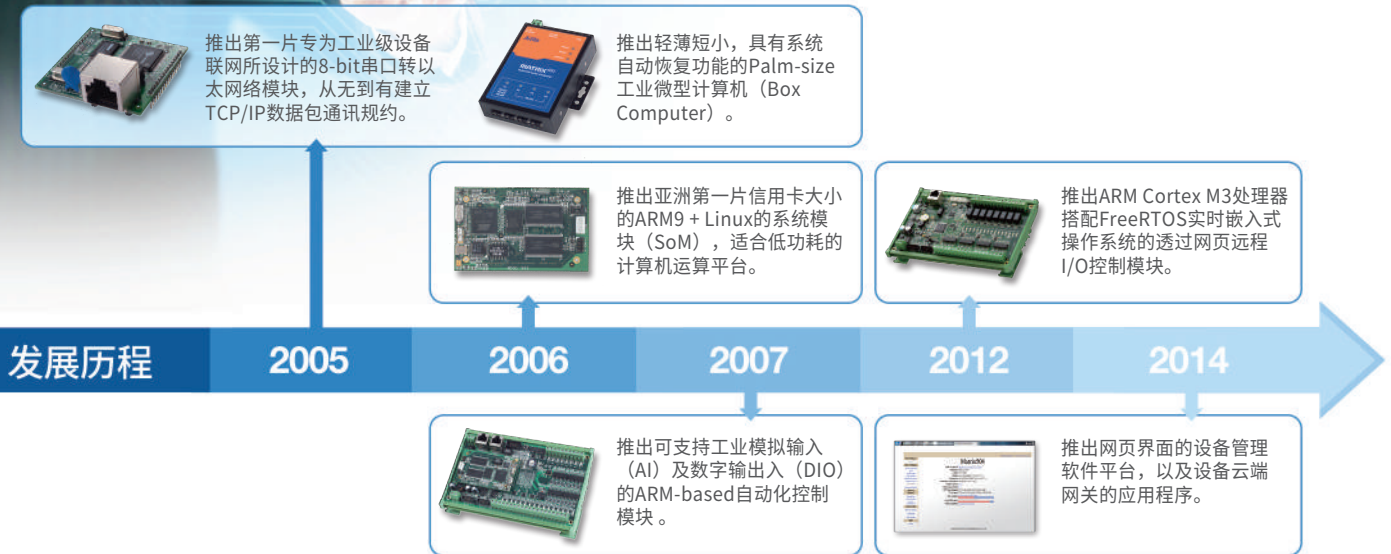 推出第一片专为工业级设备
联网所设计的8-bit串口转以
太网络模块，从无到有建立
TCP/IP数据包通讯规约。
推出轻薄短小，具有系统
自动恢复功能的Palm-size
工业微型计算机（Box
Computer）。
推出亚洲第一片信用卡大小
的ARM9 + Linux的系统模
块（SoM），适合低功耗的
计算机运算平台。
推出ARM Cortex M3处理器
搭配FreeRTOS实时嵌入式
操作系统的透过网页远程
I/O控制模块。
发展历程 2005 2006 2007 2012 2014
推出可支持工业模拟输入
（AI）及数字输出入（DIO）
的ARM-based自动化控制
模块 。
推出网页界面的设备管理
软件平台，以及设备云端
网关的应用程序。